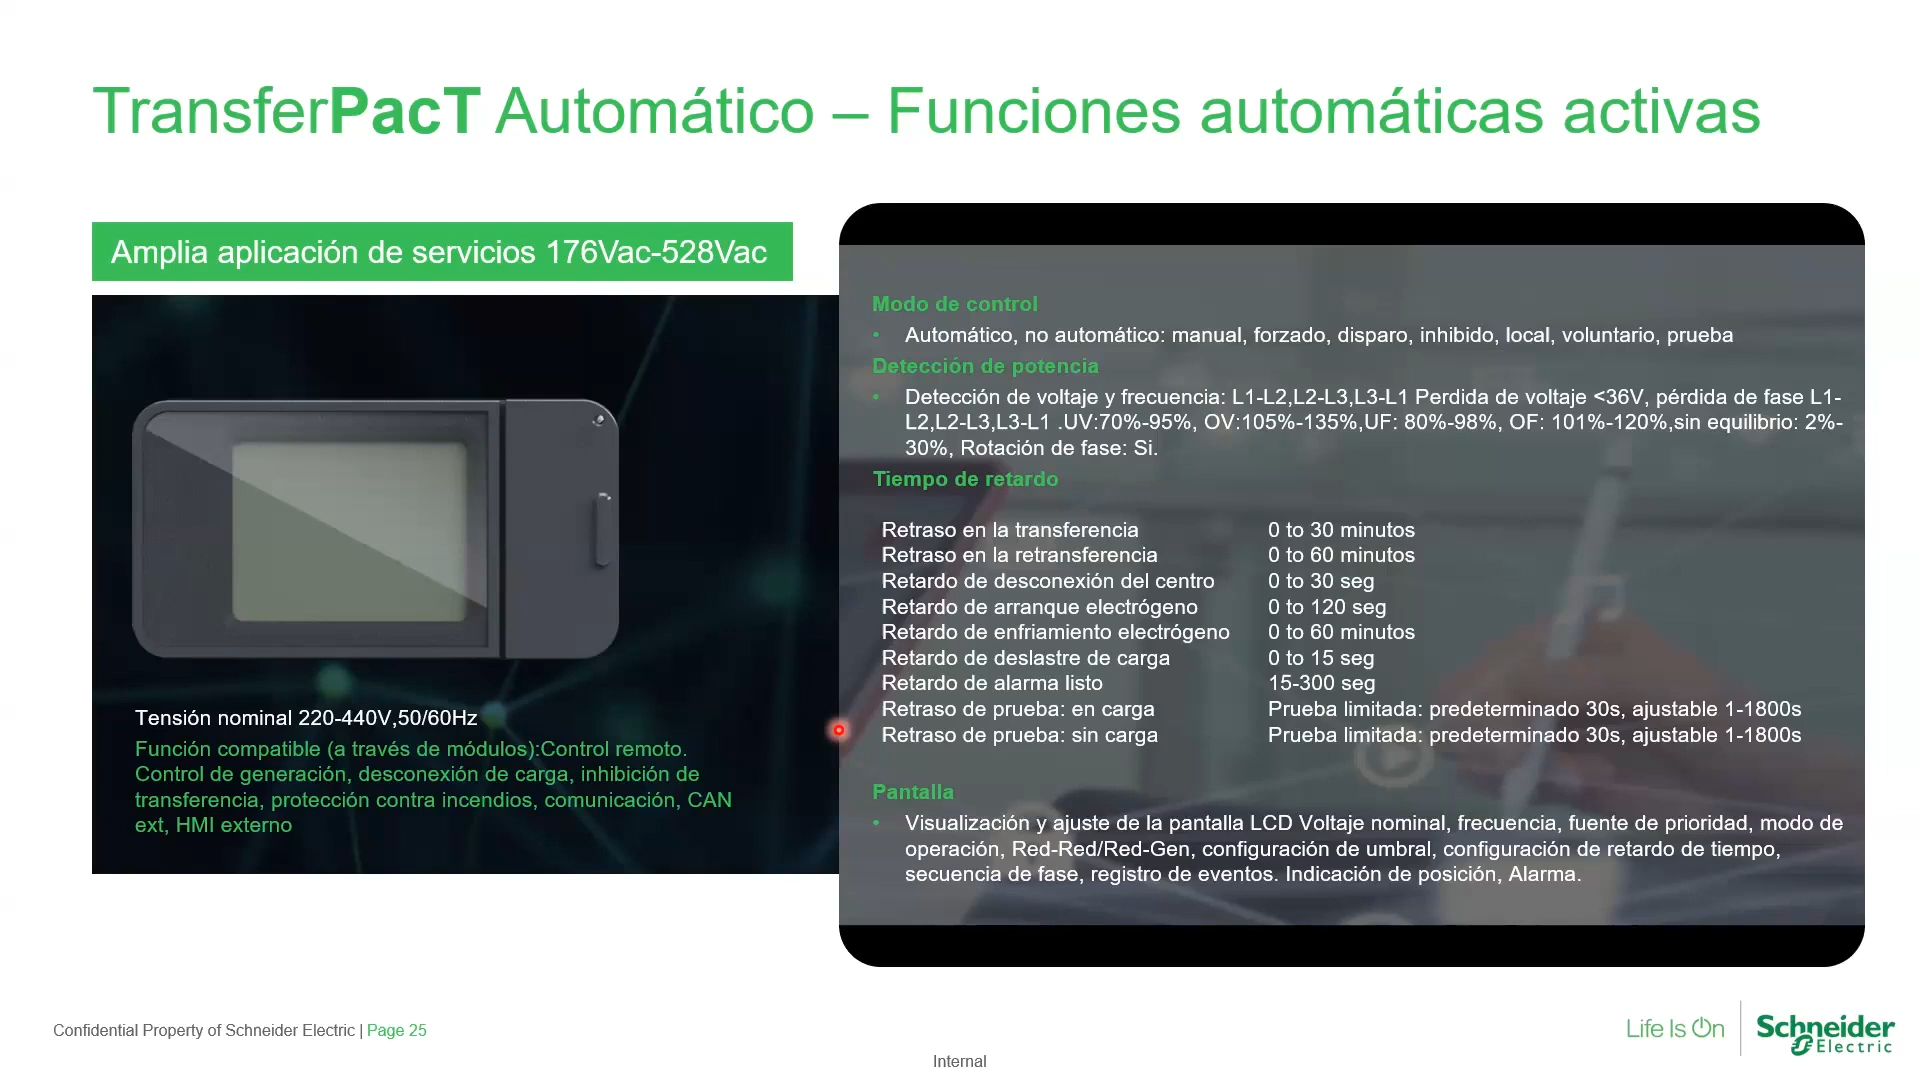 TransferPacT Automático – Funciones automáticas activas
Amplia aplicación de servicios 176Vac-528Vac
Tensión nominal 220-440V,50/60Hz
Función compatible (a través de módulos):Control remoto.
Control de generación, desconexión de carga, inhibición de
transferencia, protección contra incendios, comunicación, CAN
ext, HMI externo
Modo de control
• Automático, no automático: manual, forzado, disparo, inhibido, local, voluntario, prueba
Detección de potencia
• Detección de voltaje y frecuencia: L1-L2,L2-L3,L3-L1 Perdida de voltaje <36V, pérdida de fase L1-
L2,L2-L3,L3-L1 .UV:70%-95%, OV:105%-135%,UF: 80%-98%, OF: 101%-120%,sin equilibrio: 2%-
30%, Rotación de fase: Si.
Tiempo de retardo
Retraso en la transferencia 0 to 30 minutos
Retraso en la retransferencia 0 to 60 minutos
Retardo de desconexión del centro 0 to 30 seg
Retardo de arranque electrógeno 0 to 120 seg
Retardo de enfriamiento electrógeno 0 to 60 minutos
Retardo de deslastre de carga 0 to 15 seg
Retardo de alarma listo 15-300 seg
Retraso de prueba: en carga Prueba limitada: predeterminado 30s, ajustable 1-1800s
Retraso de prueba: sin carga Prueba limitada: predeterminado 30s, ajustable 1-1800s
Pantalla
• Visualización y ajuste de la pantalla LCD Voltaje nominal, frecuencia, fuente de prioridad, modo de
operación, Red-Red/Red-Gen, configuración de umbral, configuración de retardo de tiempo,
secuencia de fase, registro de eventos. Indicación de posición, Alarma.
Confidential Property of Schneider Electric | Page 25
Internal
Life Is On
Schneider
Electric